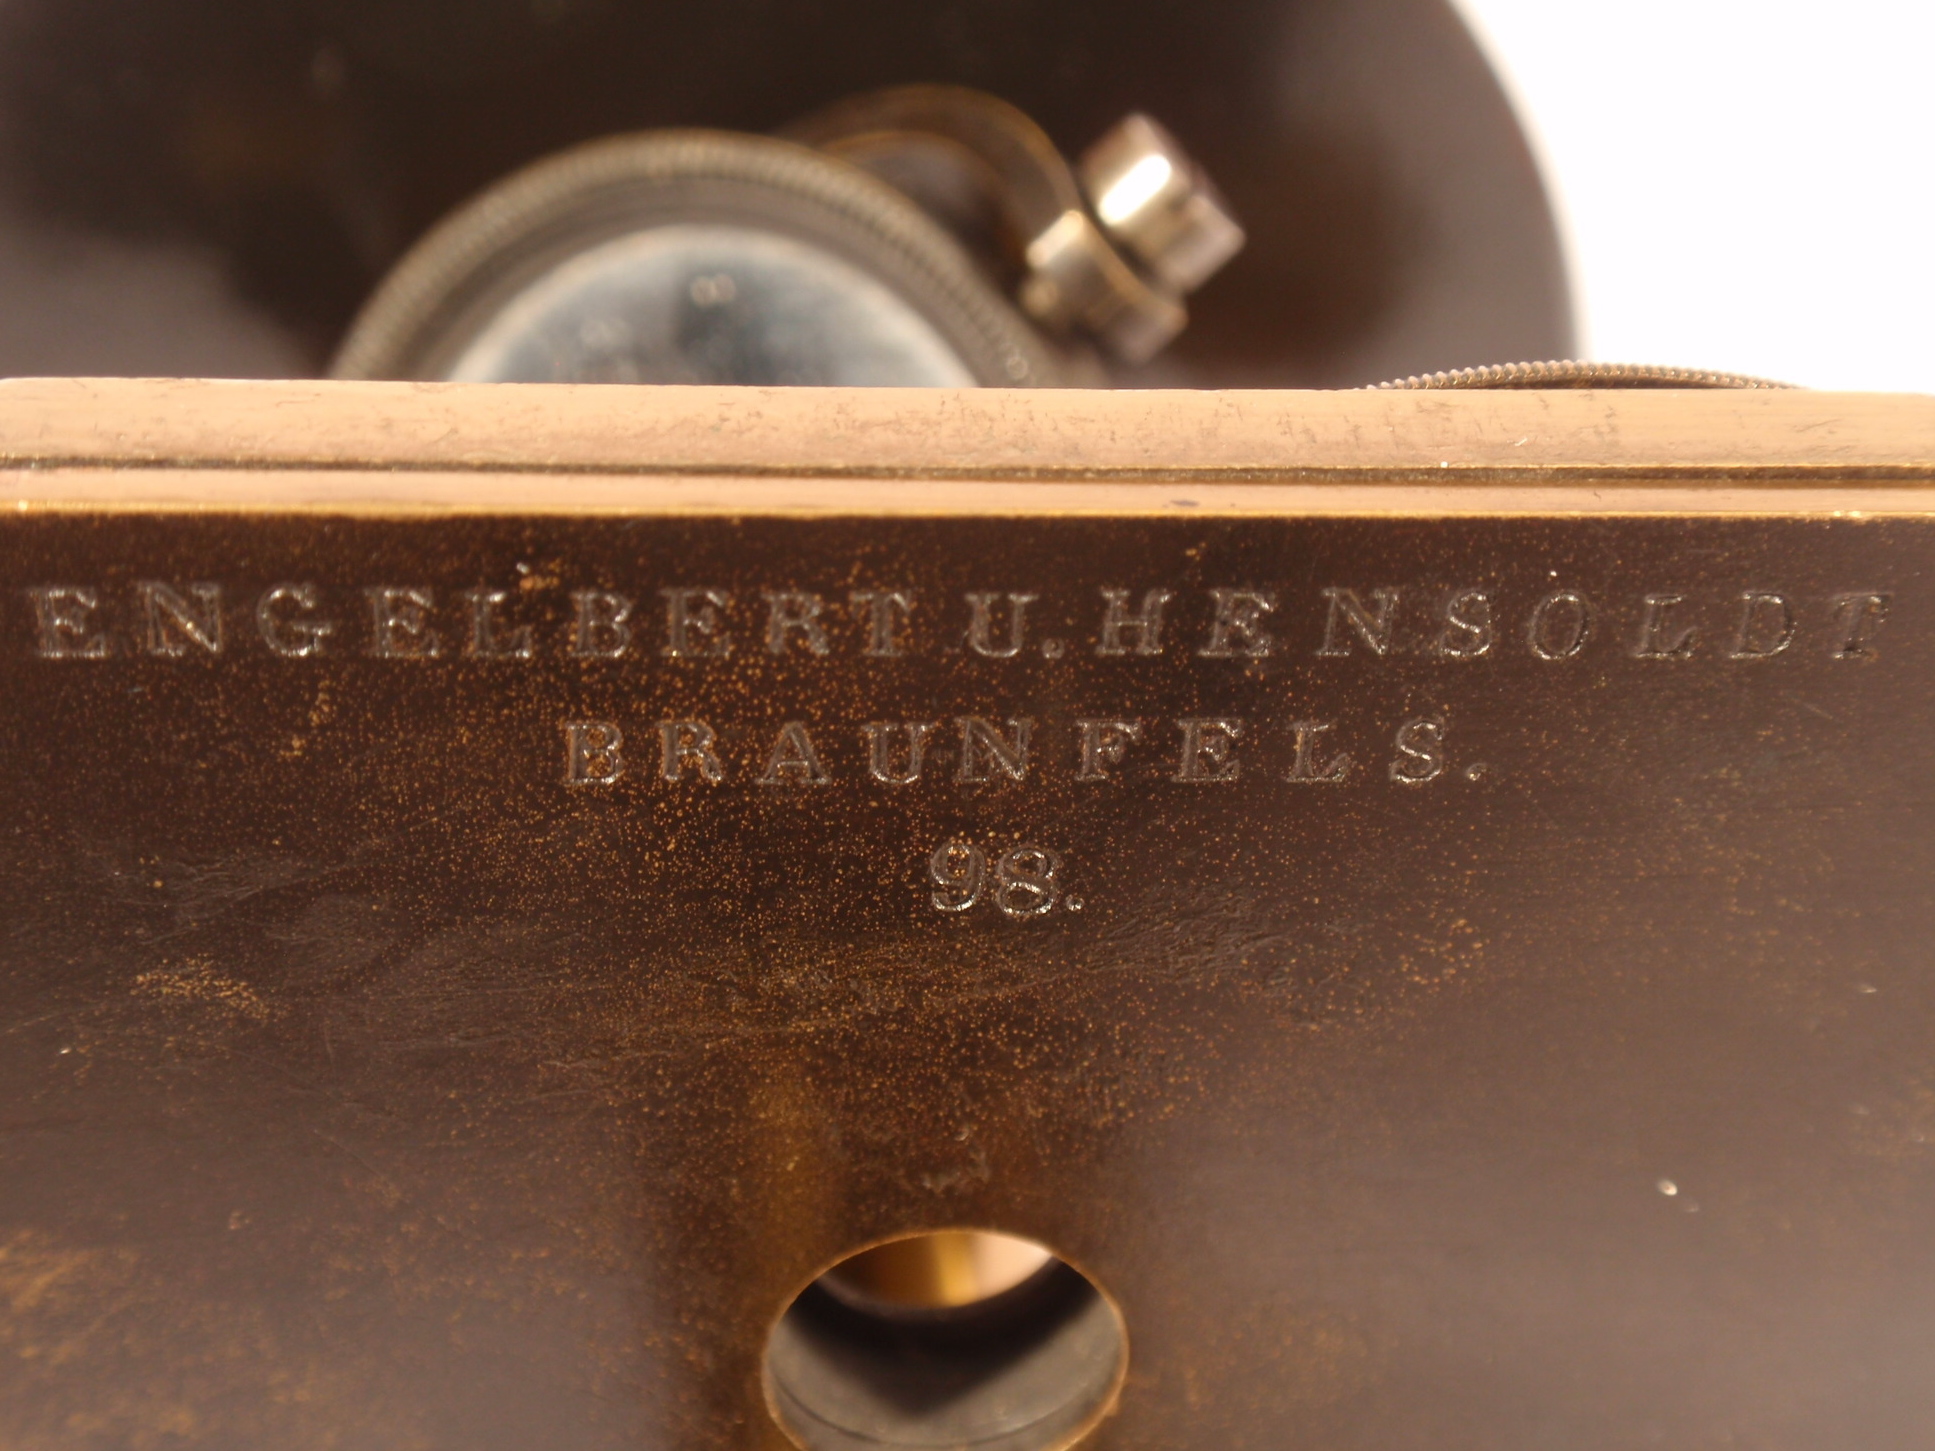 ENGELBERT U. HENSOLDT
BRAUNFELS.
98.